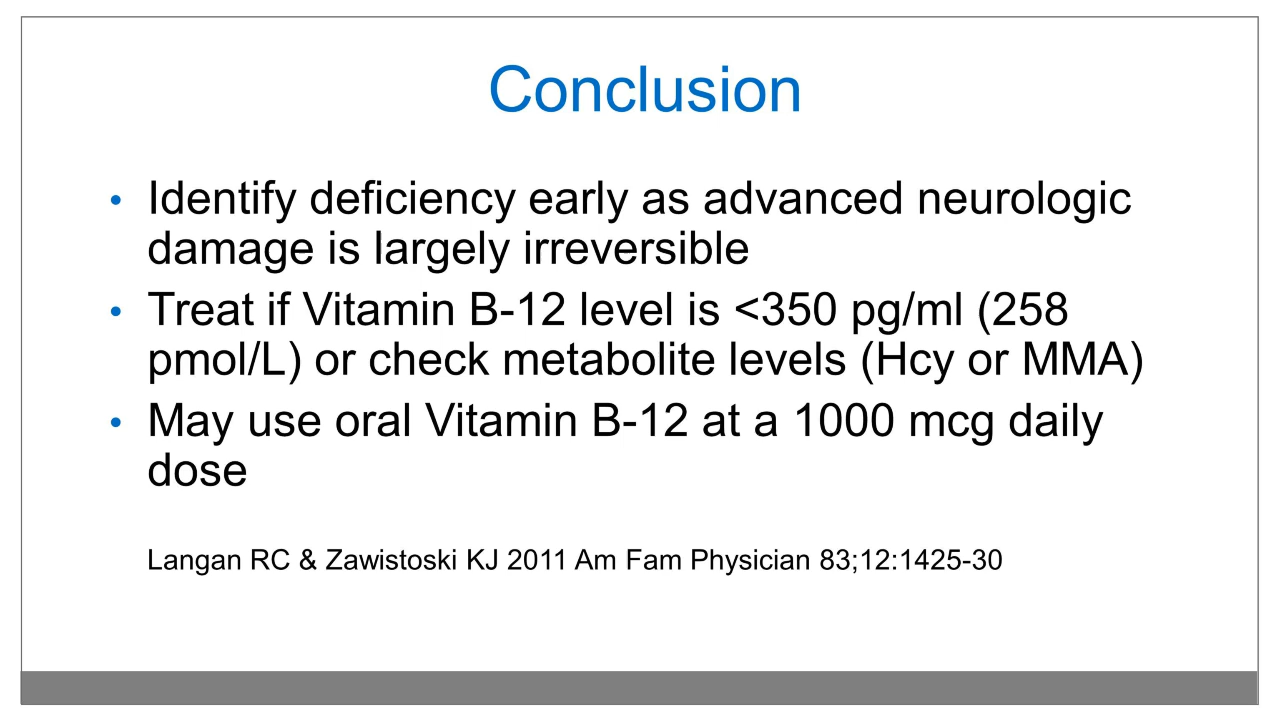 Conclusion
• Identify deficiency early as advanced neurologic
damage is largely irreversible
• Treat if Vitamin B-12 level is <350 pg/ml (258
pmol/L) or check metabolite levels (Hcy or MMA)
• May use oral Vitamin B-12 at a 1000 mcg daily
dose
Langan RC & Zawistoski KJ 2011 Am Fam Physician 83;12:1425-30